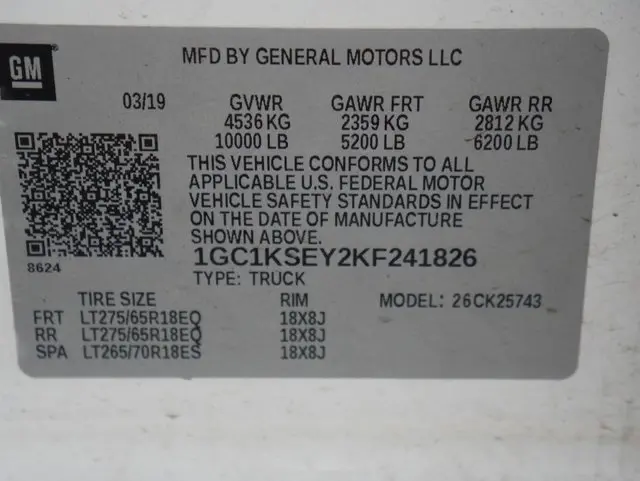 GM
MFD BY GENERAL MOTORS LLC
03/19 GVWR GAWR FRT GAWR RR
4536 KG 2359 KG 2812 KG
10000 LB 5200 LB 6200 LB
THIS VEHICLE CONFORMS TO ALL
APPLICABLE U.S. FEDERAL MOTOR
VEHICLE SAFETY STANDARDS IN EFFECT
ON THE DATE OF MANUFACTURE
SHOWN ABOVE.
8624
1GC1KSEY2KF241826
TYPE: TRUCK
TIRE SIZE RIM MODEL: 26CK25743
FRT LT275/65R18EQ 18X8J
RR LT275/65R18EQ 18X8J
SPA LT265/70R18ES 18X8J